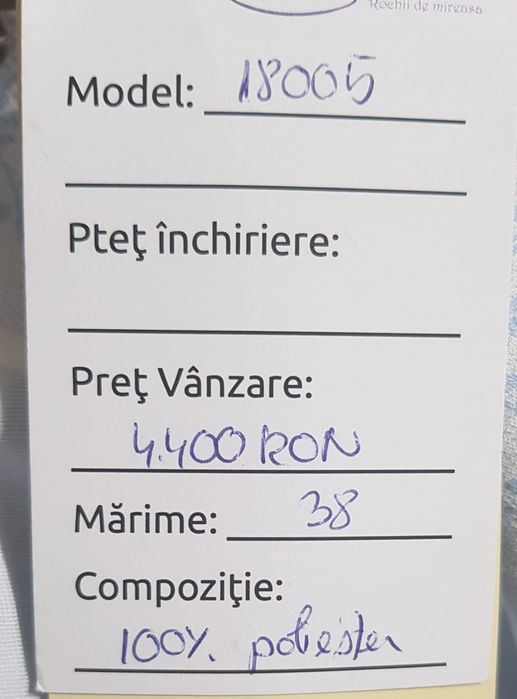 Rochii de mireasa
Model: 18005
Pteţ închiriere:
Preţ Vânzare:
4.400 RON
Mărime: 38
Compoziţie:
100%. poliester